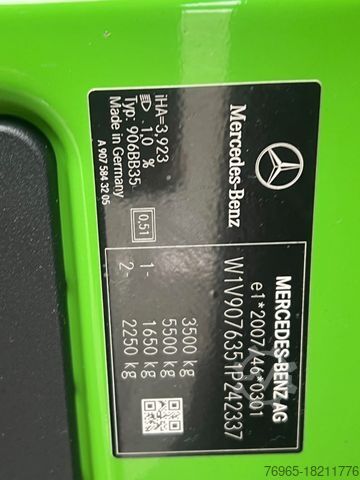 MERCEDES-BENZ AG
e1*2007/46*0301
W1V9076351P242337
3500 kg
5500 kg
1- 1650 kg
2- 2250 kg
Mercedes-Benz
0.51
iHA=3,923
1,0 %
Typ: 906BB35
Made in Germany
A 907 584 32 05
76965-18211776